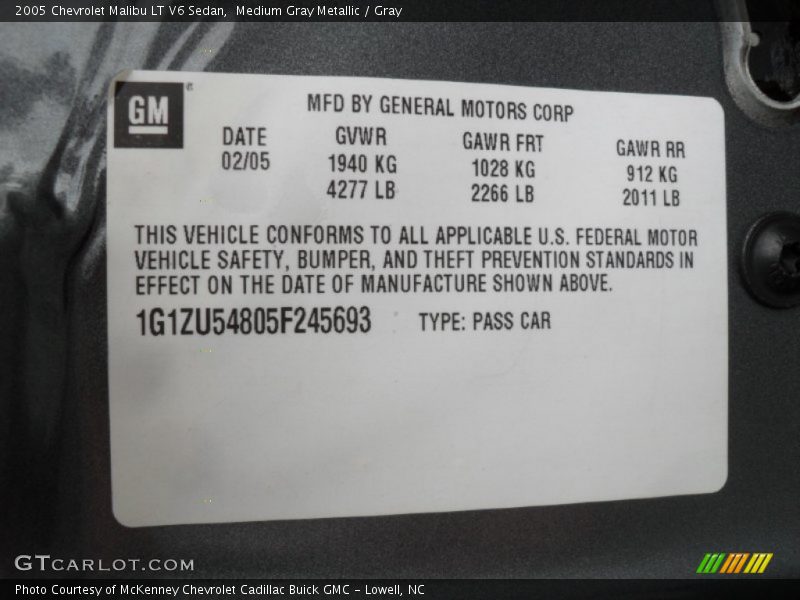 2005 Chevrolet Malibu LT V6 Sedan,  Medium Gray Metallic / Gray
GM ®
MFD BY GENERAL MOTORS CORP
DATE GVWR GAWR FRT GAWR RR
02/05 1940 KG 1028 KG 912 KG
4277 LB 2266 LB 2011 LB
THIS VEHICLE CONFORMS TO ALL APPLICABLE U.S. FEDERAL MOTOR
VEHICLE SAFETY, BUMPER, AND THEFT PREVENTION STANDARDS IN
EFFECT ON THE DATE OF MANUFACTURE SHOWN ABOVE.
1G1ZU54805F245693 TYPE: PASS CAR
GTCARLOT.COM
Photo Courtesy of McKenney Chevrolet Cadillac Buick GMC - Lowell, NC